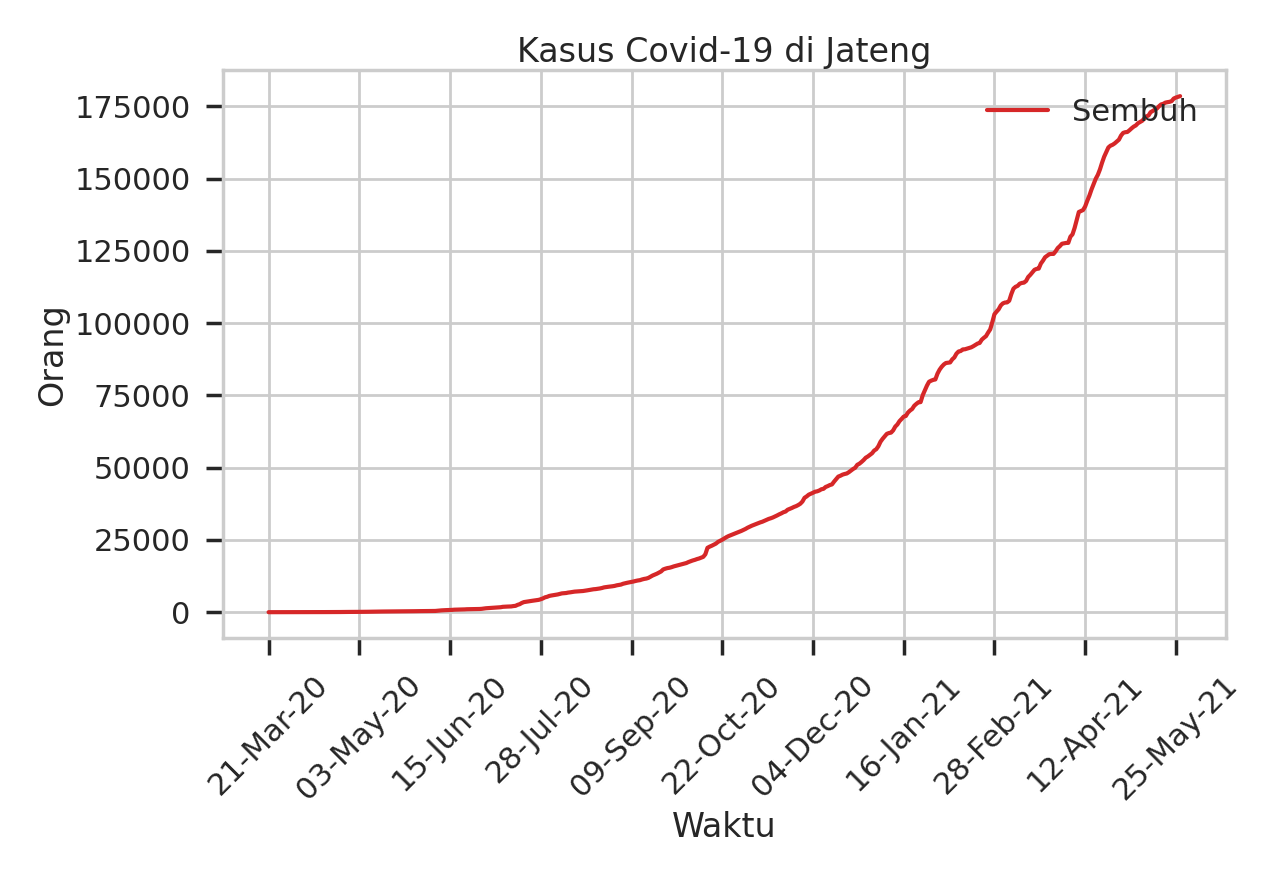 Kasus Covid-19 di Jateng
Sembuh
175000
150000
125000
100000
75000
50000
25000
0
Orang
21-Mar-20
03-May-20
15-Jun-20
28-Jul-20
09-Sep-20
22-Oct-20
04-Dec-20
16-Jan-21
28-Feb-21
12-Apr-21
25-May-21
Waktu